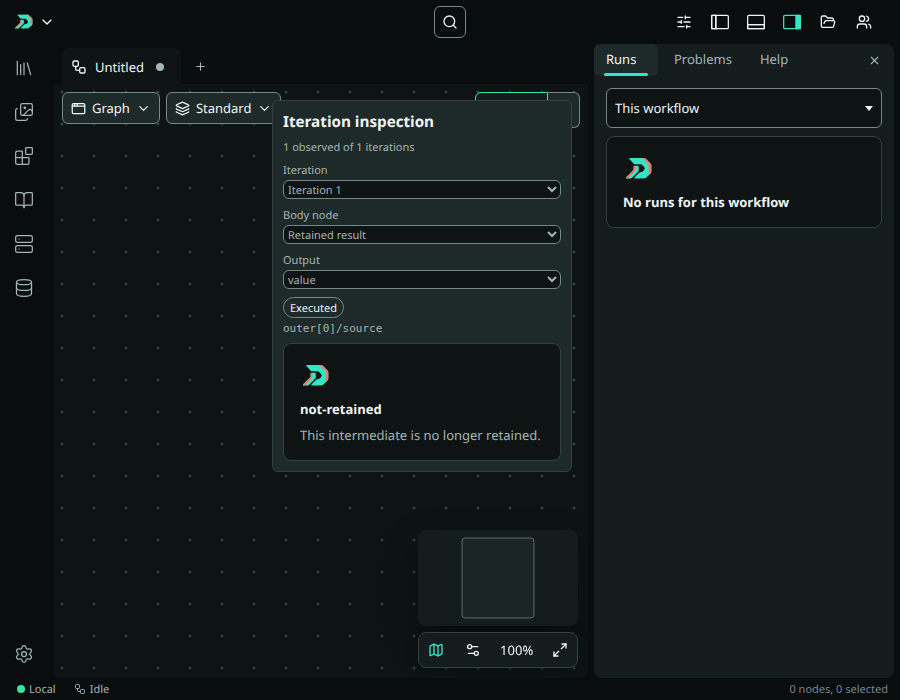 Untitled
Runs
Problems
Help
Graph
Standard
This workflow
No runs for this workflow
Iteration inspection
1 observed of 1 iterations
Iteration
Iteration 1
Body node
Retained result
Output
value
Executed
outer[0]/source
not-retained
This intermediate is no longer retained.
100%
Local
Idle
0 nodes, 0 selected